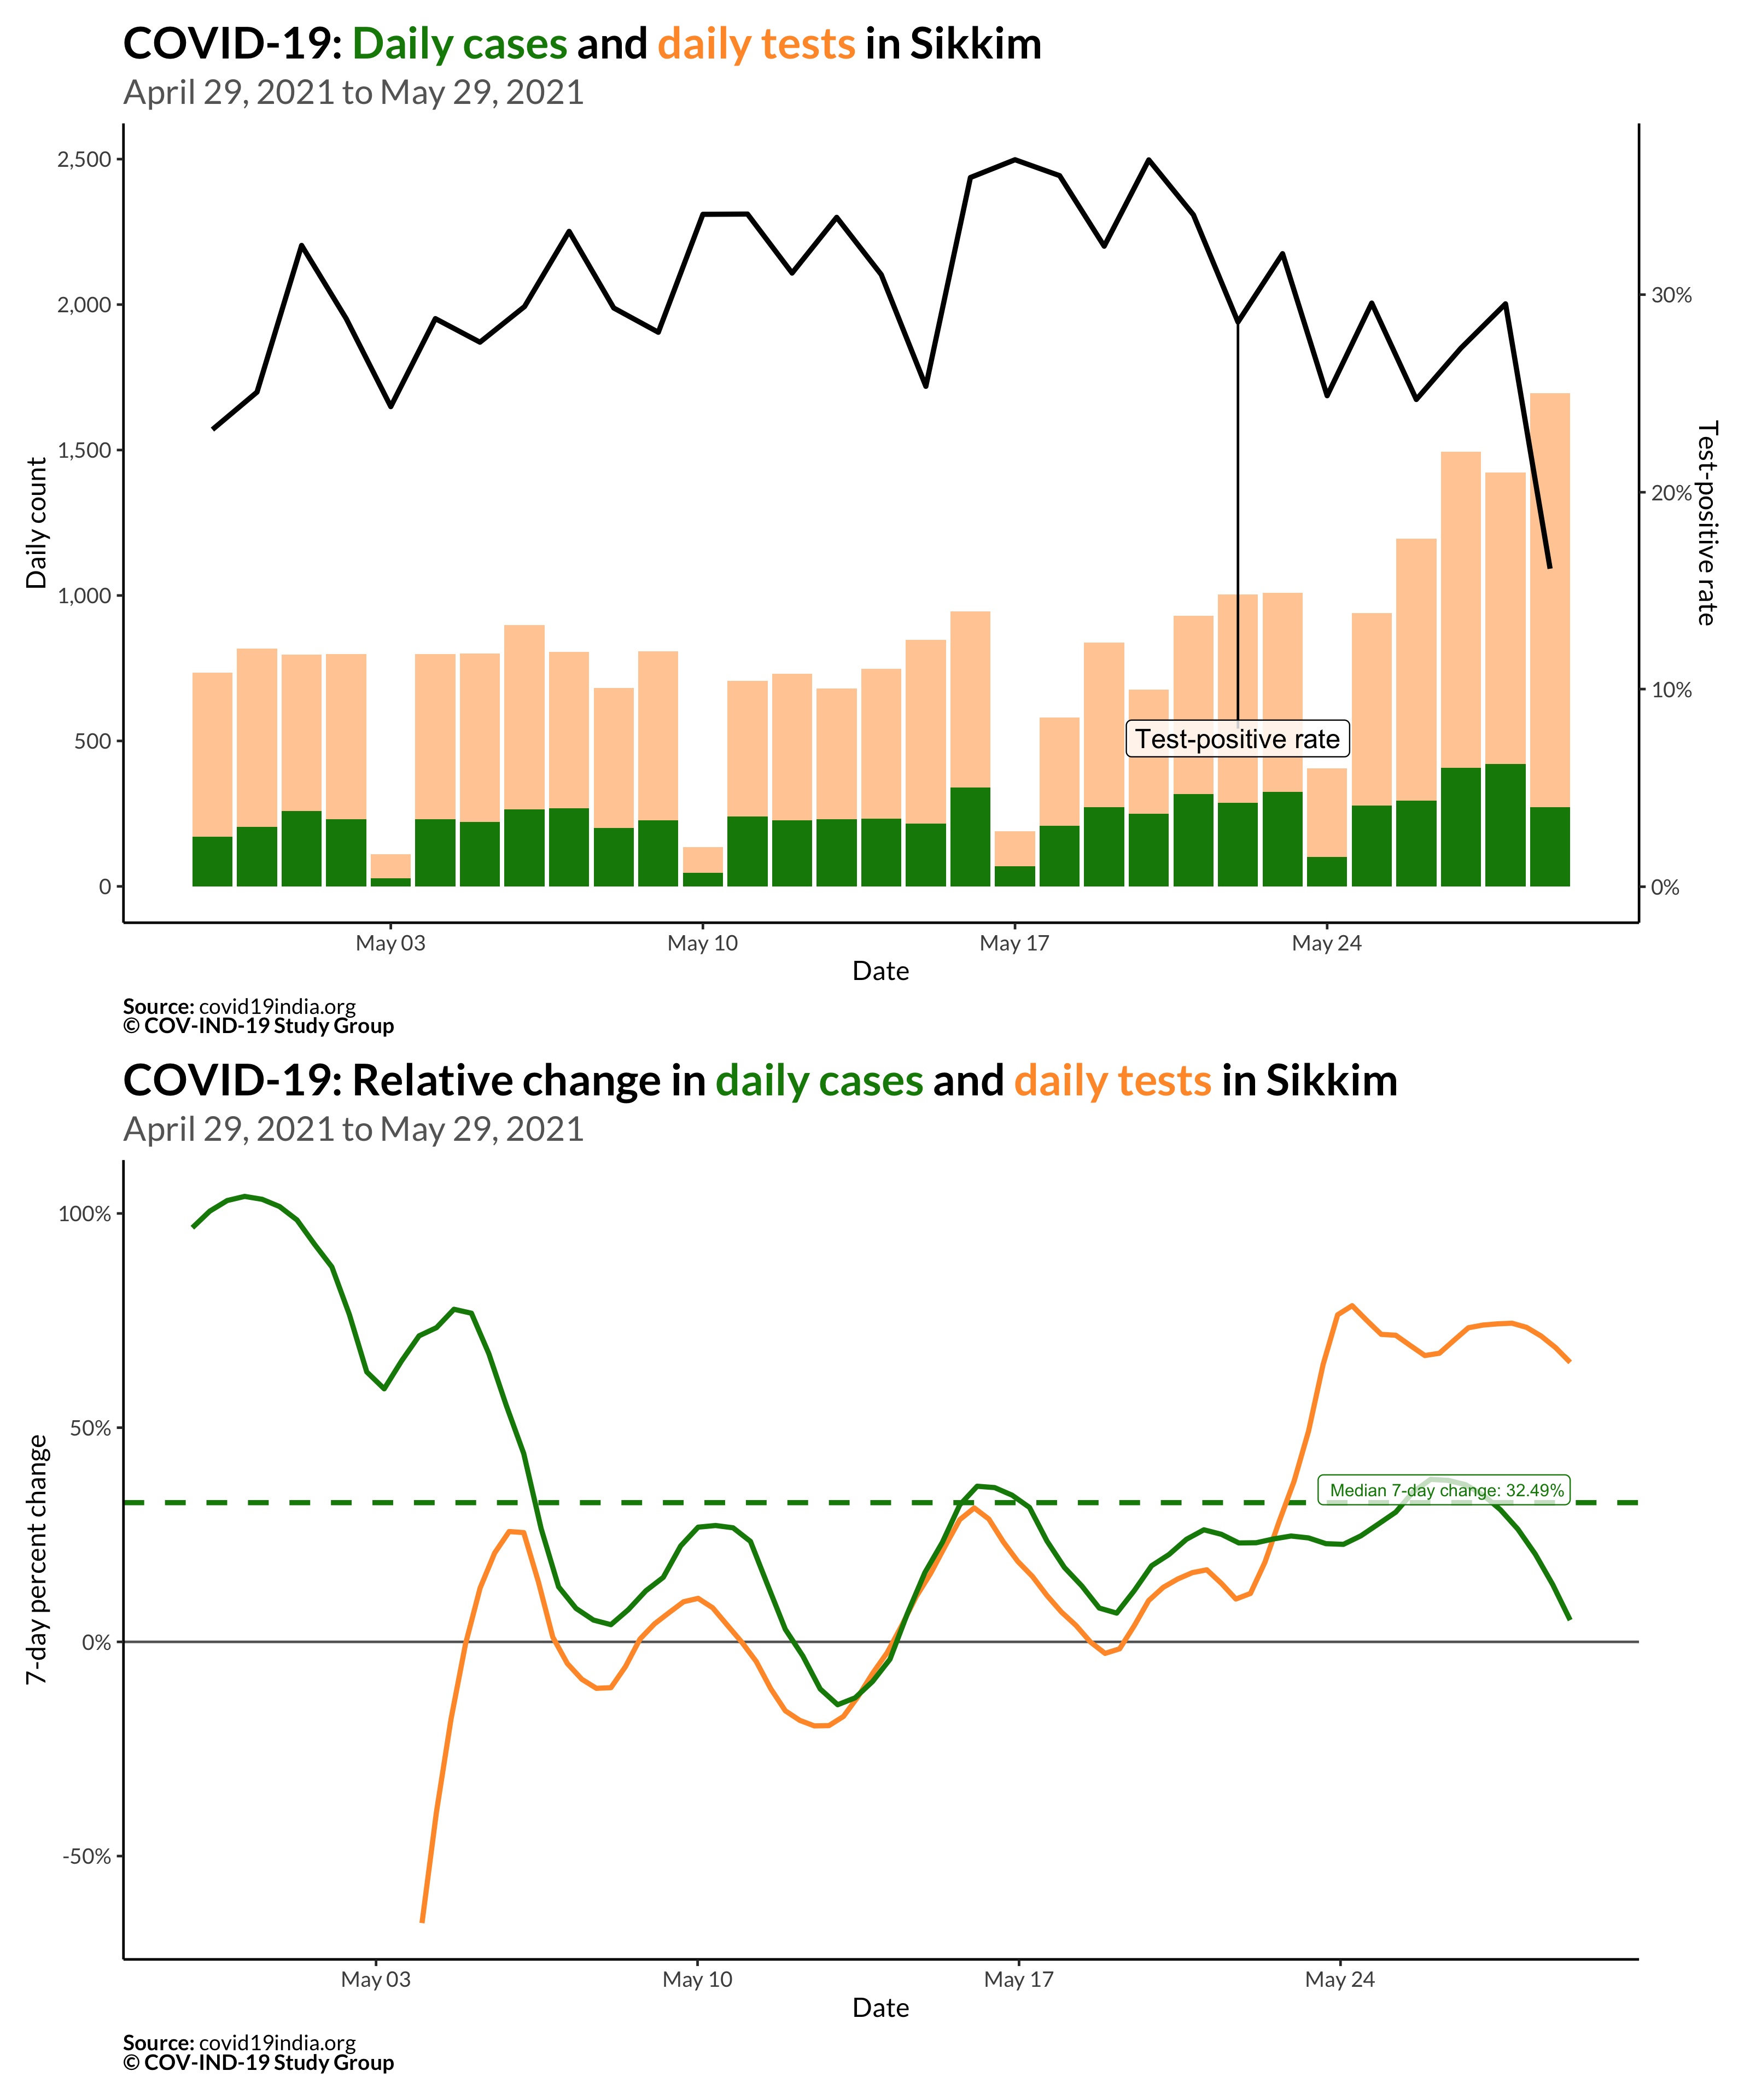 COVID-19: Daily cases and daily tests in Sikkim
April 29, 2021 to May 29, 2021
2,500
2,000
1,500
1,000
500
0
Daily count
30%
20%
10%
0%
Test-positive rate
Test-positive rate
May 03
May 10
May 17
May 24
Date
Source: covid19india.org
© COV-IND-19 Study Group
COVID-19: Relative change in daily cases and daily tests in Sikkim
April 29, 2021 to May 29, 2021
100%
50%
0%
-50%
7-day percent change
Median 7-day change: 32.49%
May 03
May 10
May 17
May 24
Date
Source: covid19india.org
© COV-IND-19 Study Group